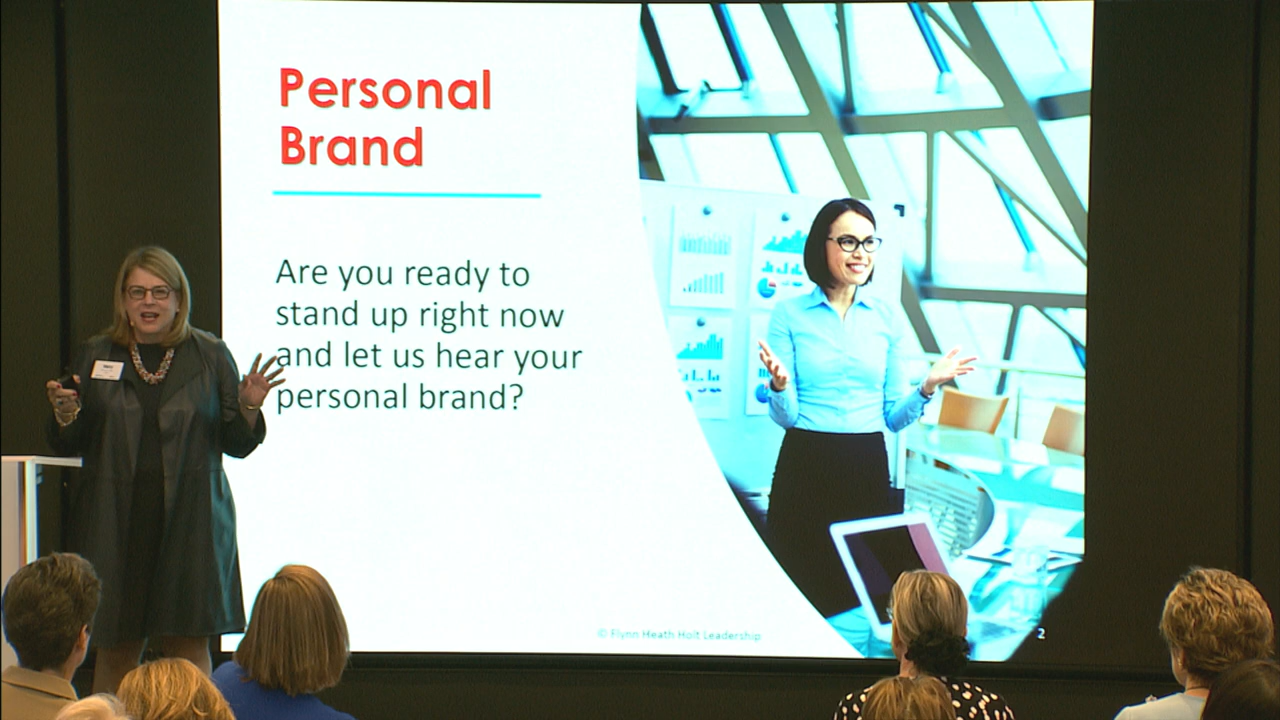 Personal
Brand
Are you ready to
stand up right now
and let us hear your
personal brand?
© Flynn Heath Holt Leadership
2